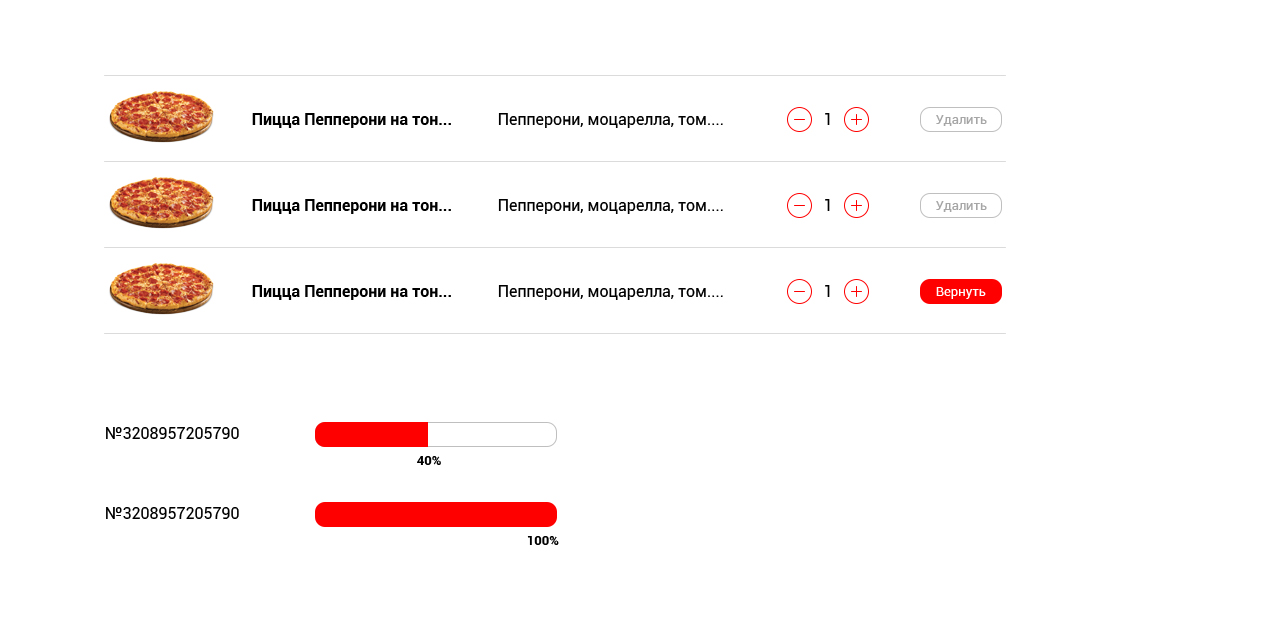 Пицца Пепперони на тон... Пепперони, моцарелла, том.... 1 Удалить
Пицца Пепперони на тон... Пепперони, моцарелла, том.... 1 Удалить
Пицца Пепперони на тон... Пепперони, моцарелла, том.... 1 Вернуть
№3208957205790
40%
№3208957205790
100%